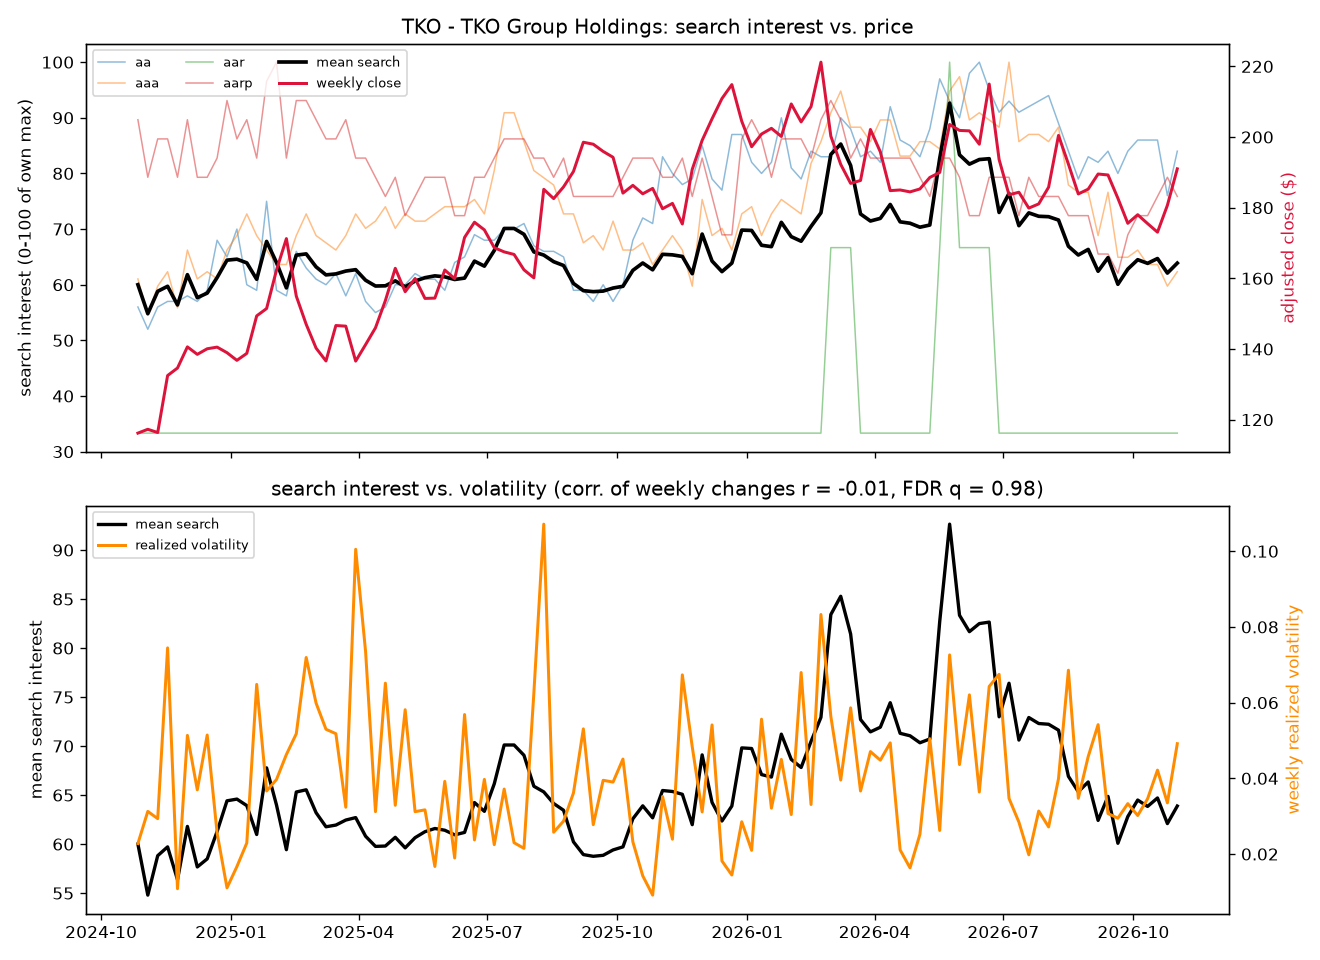 TKO - TKO Group Holdings: search interest vs. price
aa
aaa
aar
aarp
mean search
weekly close
search interest (0-100 of own max)
100
90
80
70
60
50
40
30
220
200
180
160
140
120
adjusted close ($)
search interest vs. volatility (corr. of weekly changes r = -0.01, FDR q = 0.98)
mean search
realized volatility
mean search interest
90
85
80
75
70
65
60
55
0.10
0.08
0.06
0.04
0.02
weekly realized volatility
2024-10
2025-01
2025-04
2025-07
2025-10
2026-01
2026-04
2026-07
2026-10